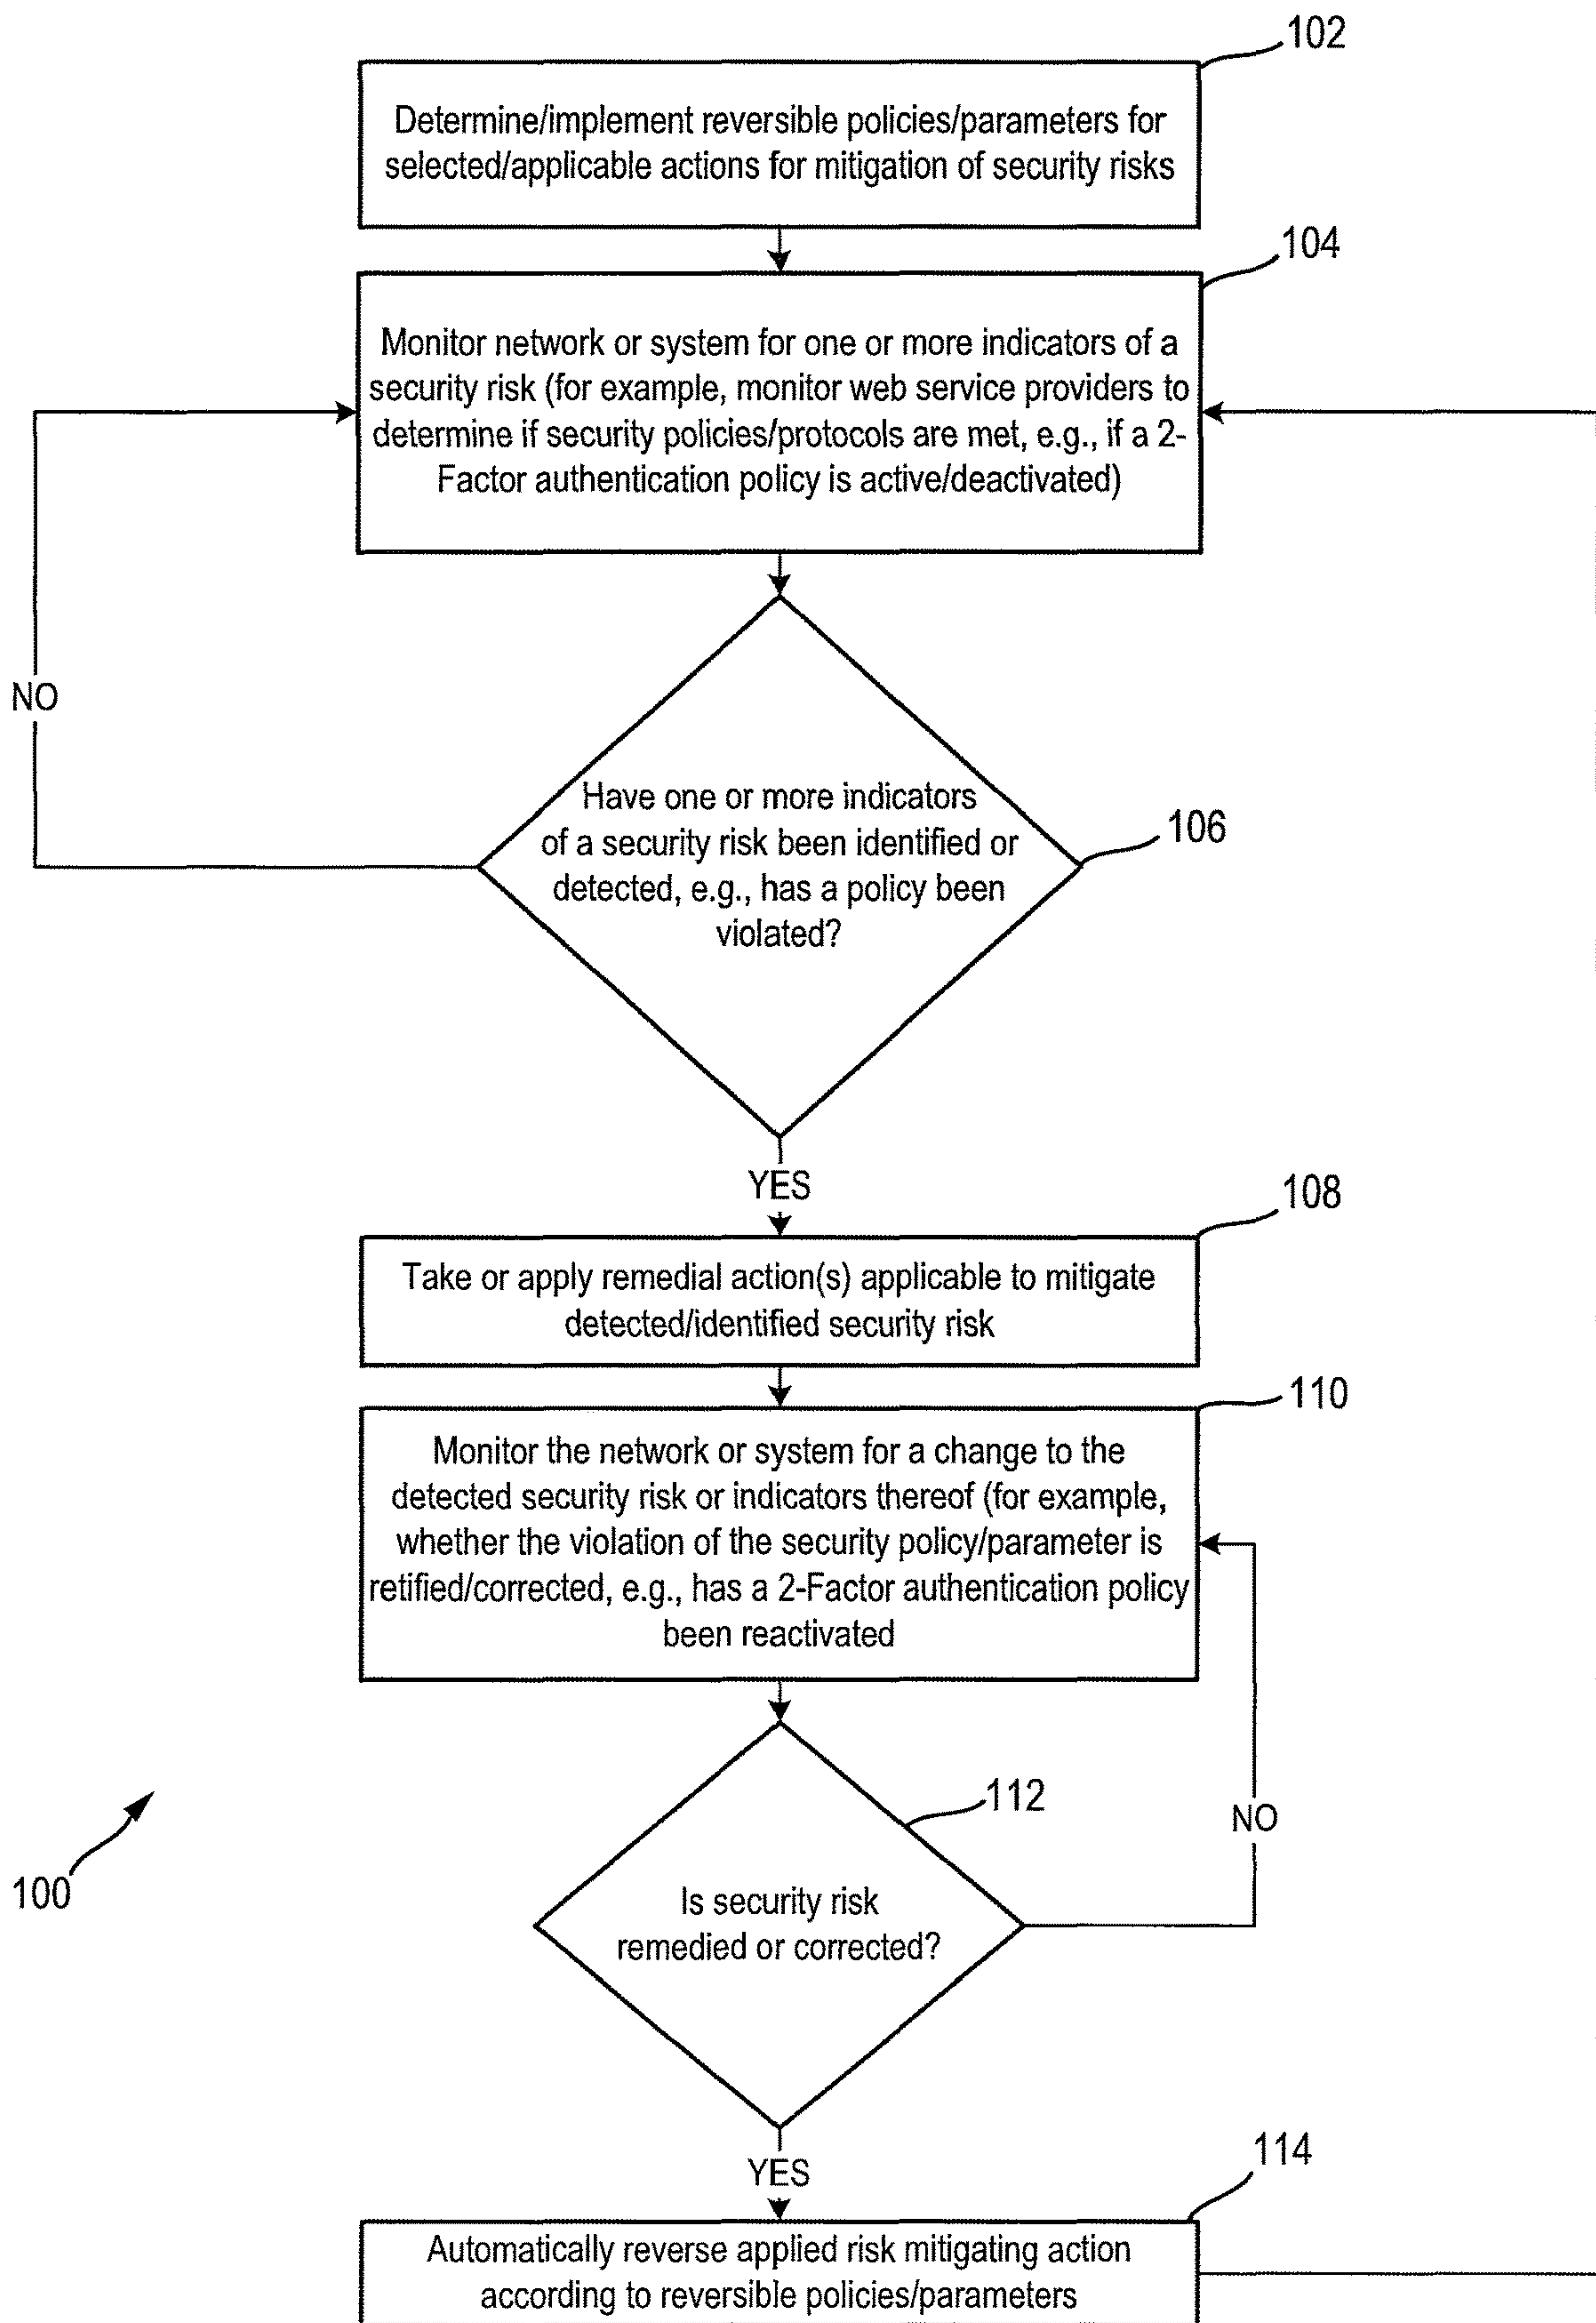 102
Determine/implement reversible policies/parameters for
selected/applicable actions for mitigation of security risks
104
Monitor network or system for one or more indicators of a
security risk (for example, monitor web service providers to
determine if security policies/protocols are met, e.g., if a 2-
Factor authentication policy is active/deactivated)
NO
Have one or more indicators
of a security risk been identified or
detected, e.g., has a policy been
violated?
106
YES
108
Take or apply remedial action(s) applicable to mitigate
detected/identified security risk
110
Monitor the network or system for a change to the
detected security risk or indicators thereof (for example,
whether the violation of the security policy/parameter is
retified/corrected, e.g., has a 2-Factor authentication policy
been reactivated
112
NO
100
Is security risk
remedied or corrected?
YES
114
Automatically reverse applied risk mitigating action
according to reversible policies/parameters